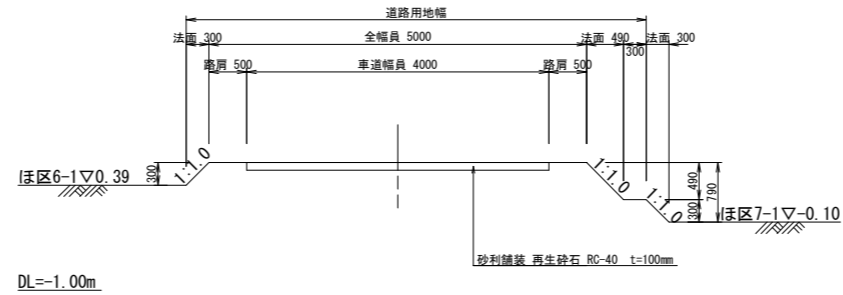 道路用地幅
法面 300
全幅員 5000
法面 490
法面 300
300
路肩 500
車道幅員 4000
路肩 500
1:1.0
300
ほ区6-1▽0.39
1:1.0
490
790
1:1.0
300
ほ区7-1▽-0.10
砂利舗装 再生砕石 RC-40 t=100mm
DL=-1.00m